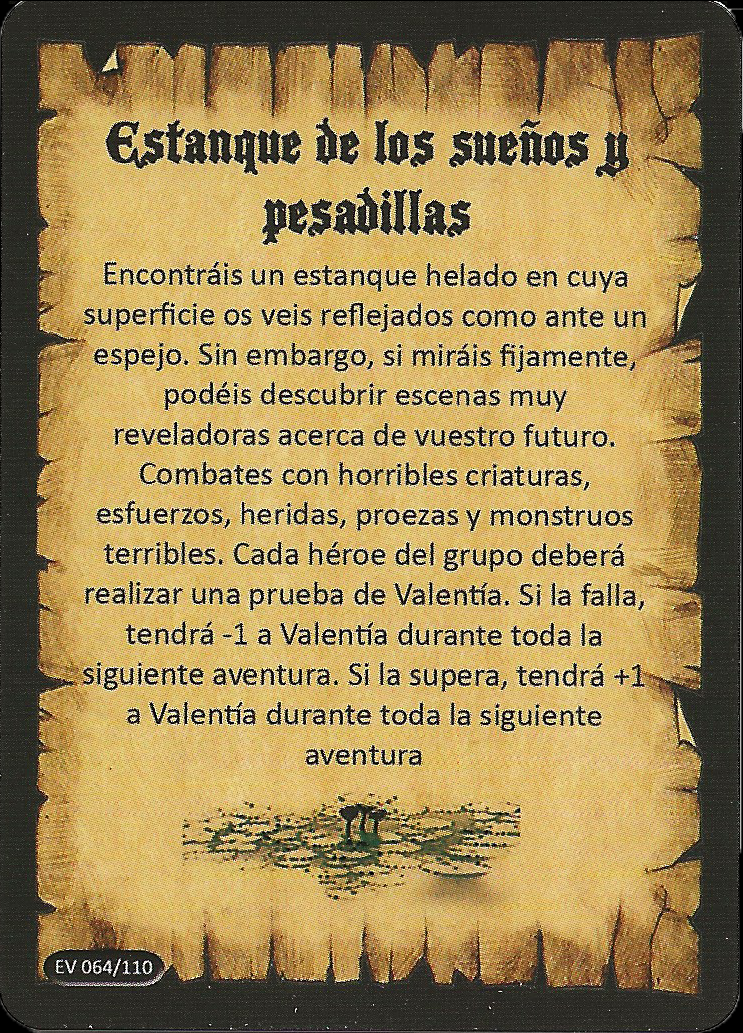 Estanque de los sueños y
pesadillas
Encontráis un estanque helado en cuya
superficie os veis reflejados como ante un
espejo. Sin embargo, si miráis fijamente,
podéis descubrir escenas muy
reveladoras acerca de vuestro futuro.
Combates con horribles criaturas,
esfuerzos, heridas, proezas y monstruos
terribles. Cada héroe del grupo deberá
realizar una prueba de Valentía. Si la falla,
tendrá -1 a Valentía durante toda la
siguiente aventura. Si la supera, tendrá +1
a Valentía durante toda la siguiente
aventura
EV 064/110